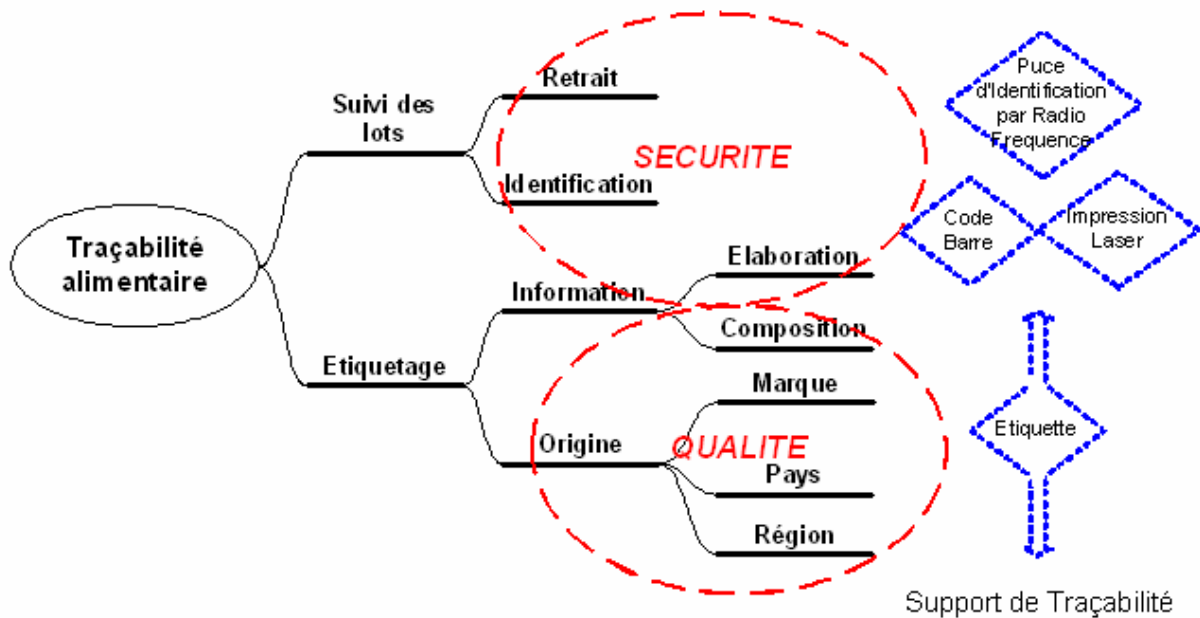 Traçabilité
alimentaire
Suivi des
lots
Retrait
Identification
SECURITE
Etiquetage
Information
Elaboration
Composition
Origine
QUALITE
Marque
Pays
Région
Puce
d'Identification
par Radio
Frequence
Code
Barre
Impression
Laser
Etiquette
Support de Traçabilité